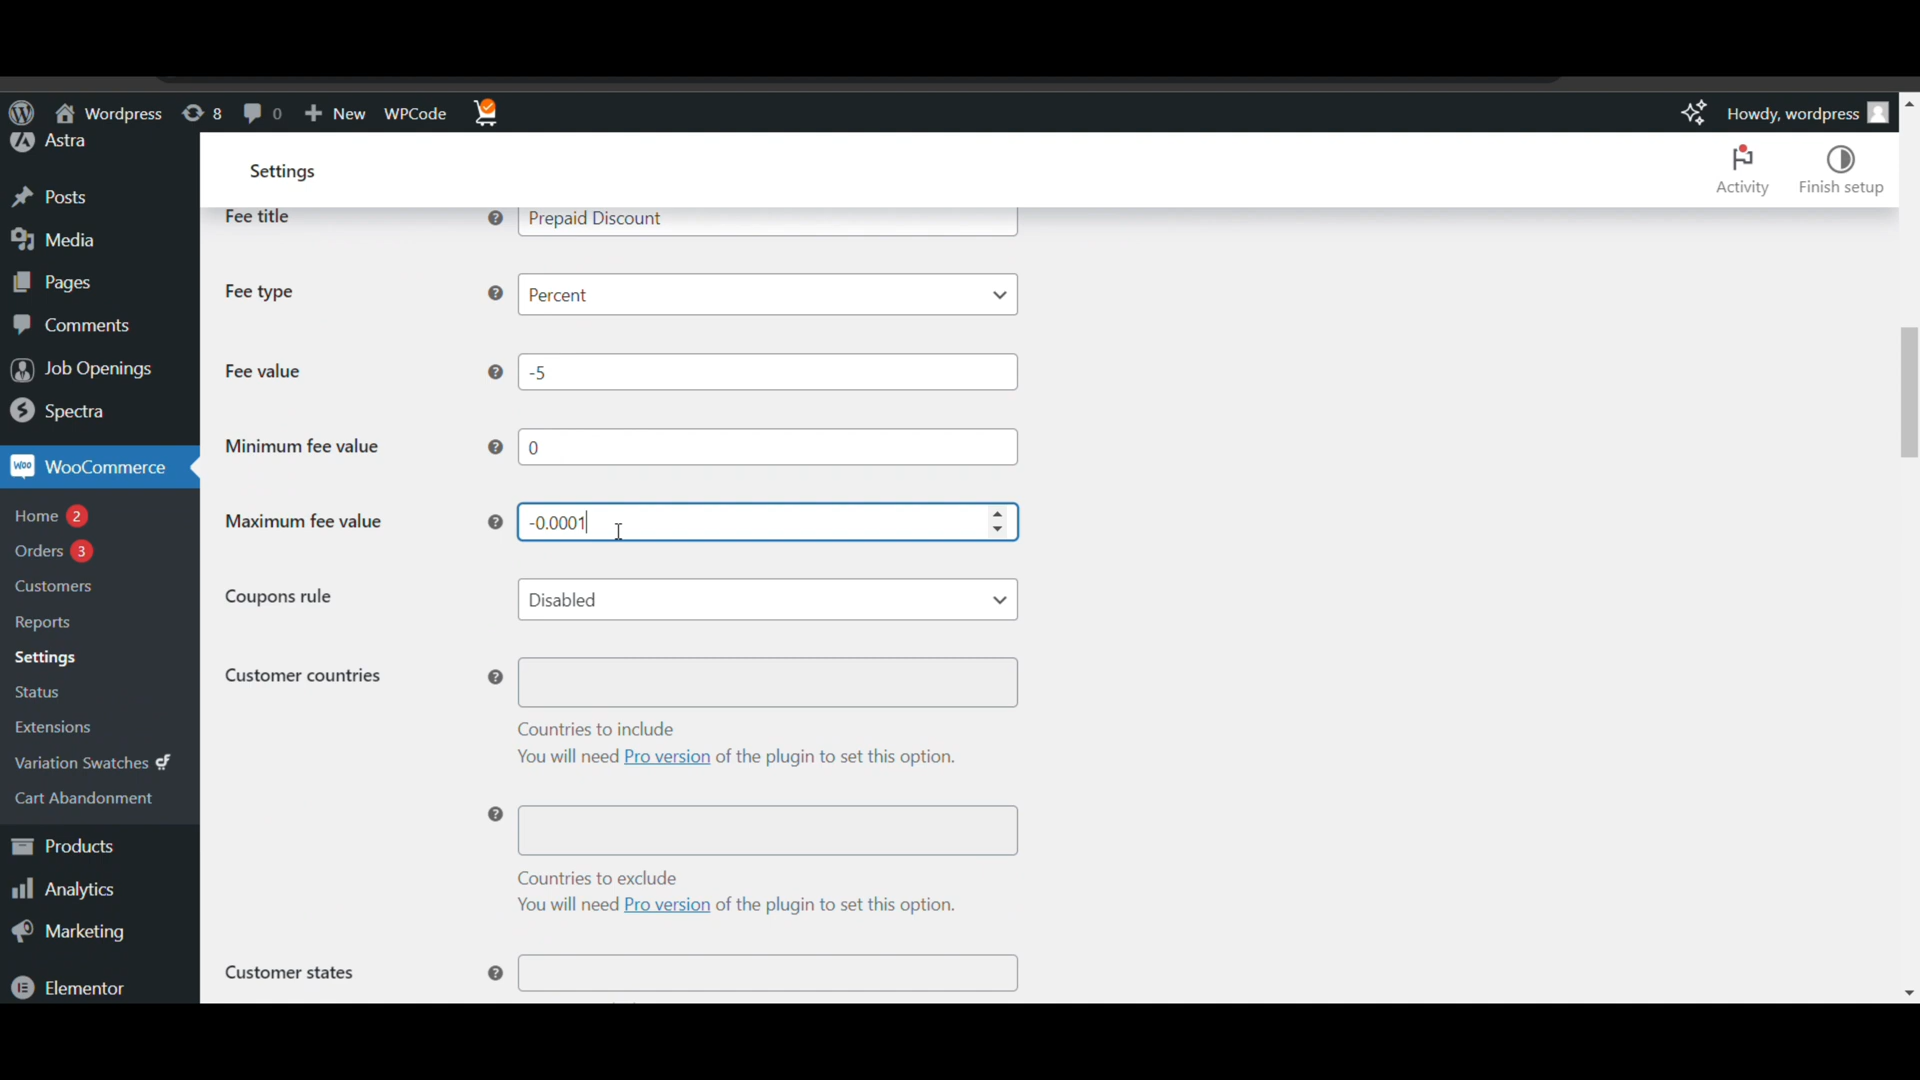 Wordpress 8 0 New WPCode Howdy, wordpress
Astra
Settings
Activity
Finish setup
Posts
Media
Pages
Comments
Job Openings
Spectra
WooCommerce
Home 2
Orders 3
Customers
Reports
Settings
Status
Extensions
Variation Swatches
Cart Abandonment
Products
Analytics
Marketing
Elementor
Fee title Prepaid Discount
Fee type Percent
Fee value -5
Minimum fee value 0
Maximum fee value -0.0001
Coupons rule Disabled
Customer countries
Countries to include
You will need Pro version of the plugin to set this option.
Countries to exclude
You will need Pro version of the plugin to set this option.
Customer states